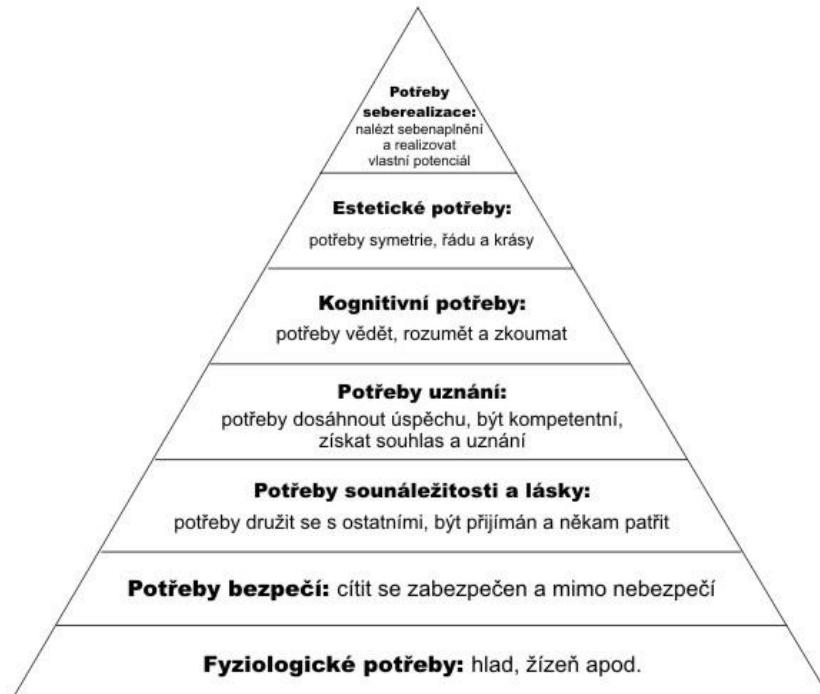 Potřeby
seberealizace:
nalézt sebenaplnění
a realizovat
vlastní potenciál
Estetické potřeby:
potřeby symetrie, řádu a krásy
Kognitivní potřeby:
potřeby vědět, rozumět a zkoumat
Potřeby uznání:
potřeby dosáhnout úspěchu, být kompetentní,
získat souhlas a uznání
Potřeby sounáležitosti a lásky:
potřeby družit se s ostatními, být přijímán a někam patřit
Potřeby bezpečí: cítit se zabezpečen a mimo nebezpečí
Fyziologické potřeby: hlad, žízeň apod.